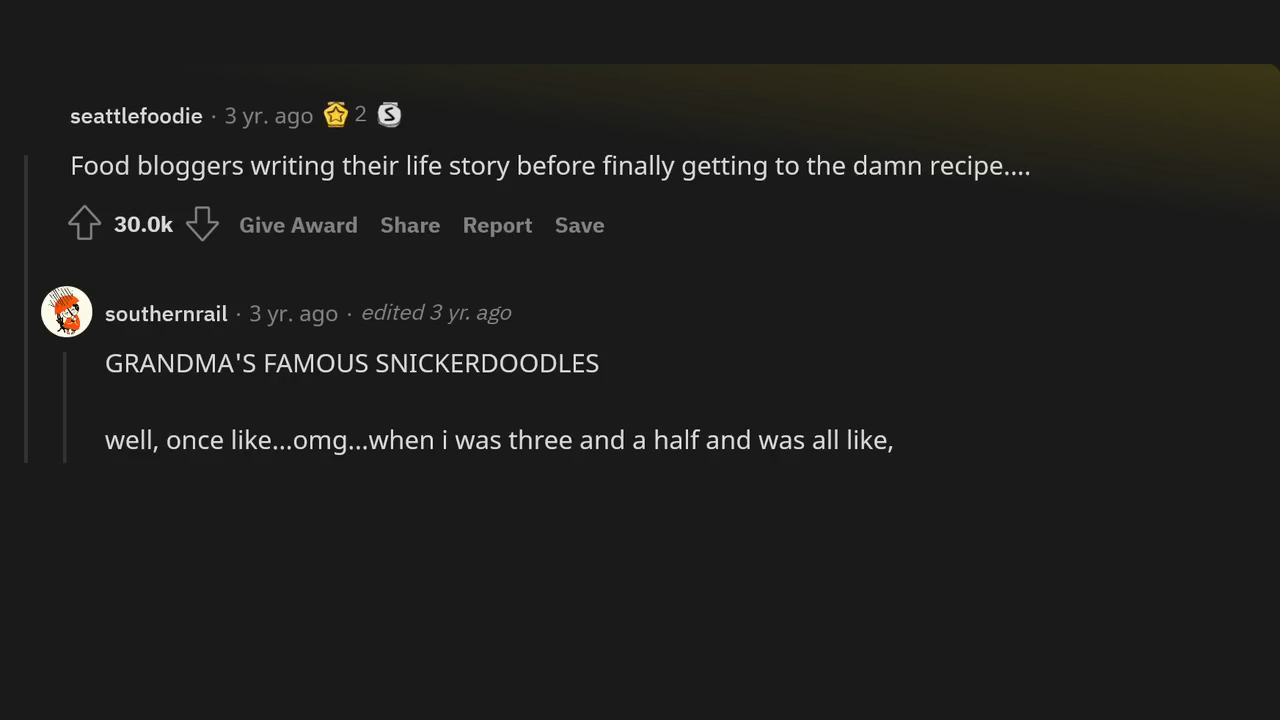 seattlefoodie · 3 yr. ago 2 S
Food bloggers writing their life story before finally getting to the damn recipe....
30.0k Give Award Share Report Save
southernrail · 3 yr. ago · edited 3 yr. ago
GRANDMA'S FAMOUS SNICKERDOODLES
well, once like...omg...when i was three and a half and was all like,